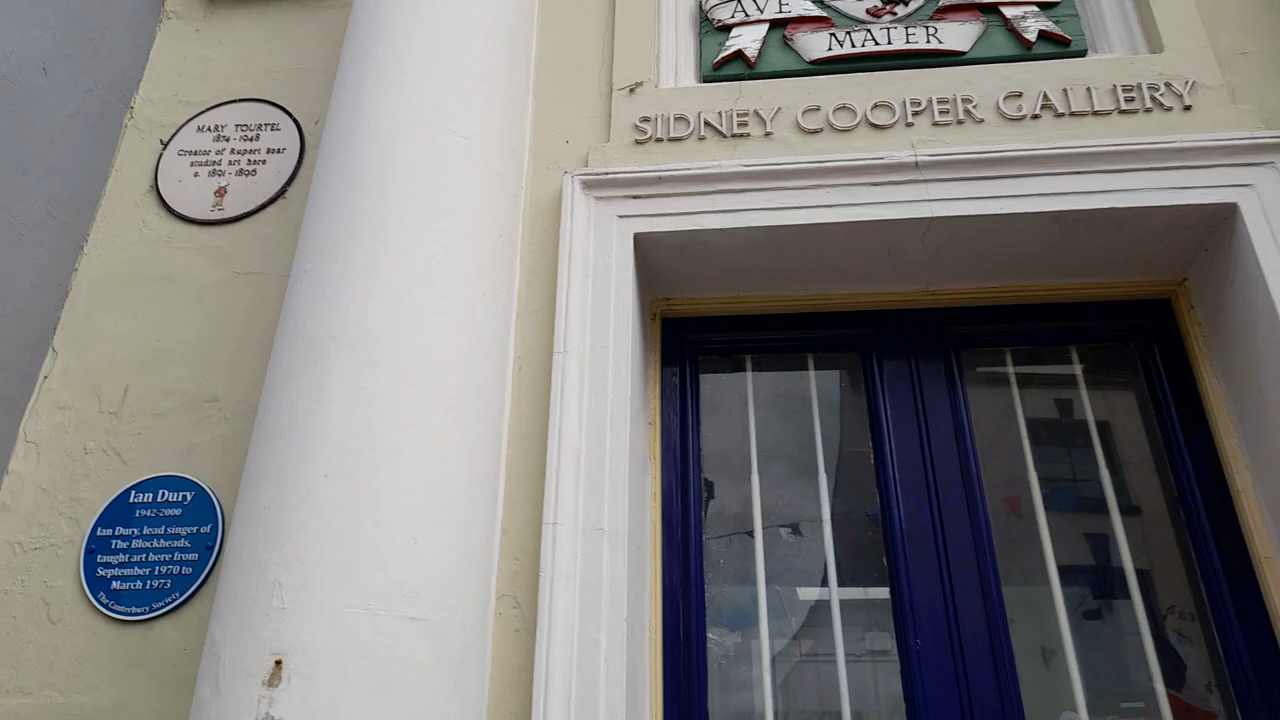 AVE
MATER
SIDNEY COOPER GALLERY
MARY TOURTEL
1874-1948
Creator of Rupert Bear
studied art here
c. 1891-1896
Ian Dury
1942-2000
Ian Dury, lead singer of
The Blockheads,
taught art here from
September 1970 to
March 1973
The Canterbury Society